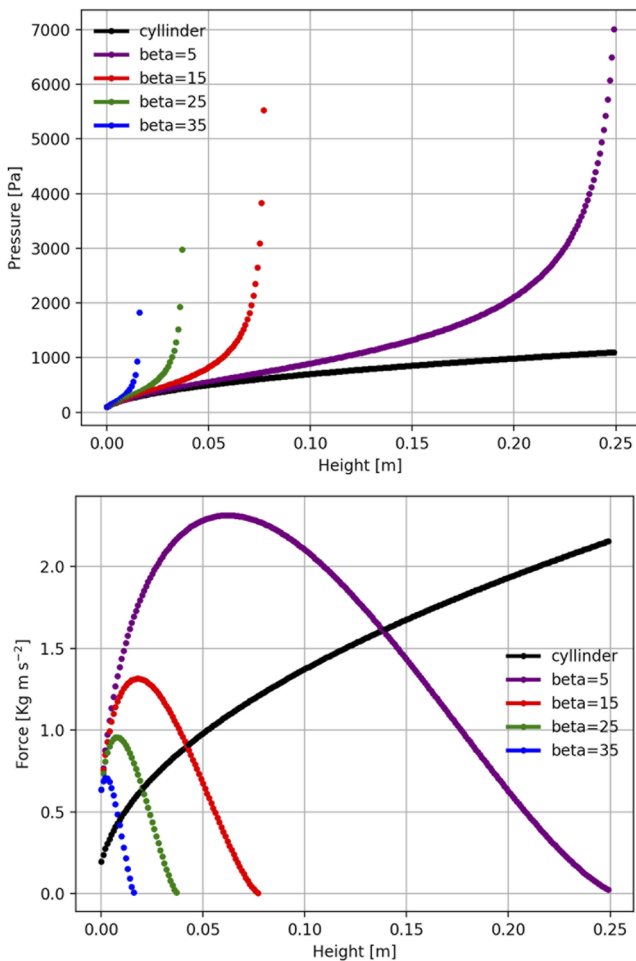 7000
6000
5000
4000
3000
2000
1000
0
Pressure [Pa]
cyllinder
beta=5
beta=15
beta=25
beta=35
0.00 0.05 0.10 0.15 0.20 0.25
Height [m]
2.0
1.5
1.0
0.5
0.0
Force [Kg m s⁻²]
cyllinder
beta=5
beta=15
beta=25
beta=35
0.00 0.05 0.10 0.15 0.20 0.25
Height [m]